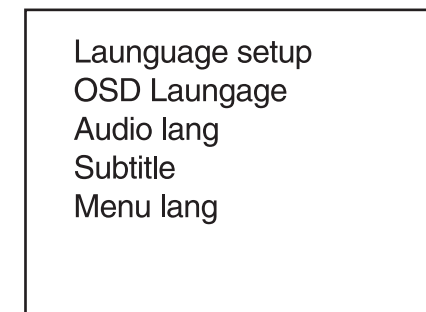 Launguage setup
OSD Laungage
Audio lang
Subtitle
Menu lang